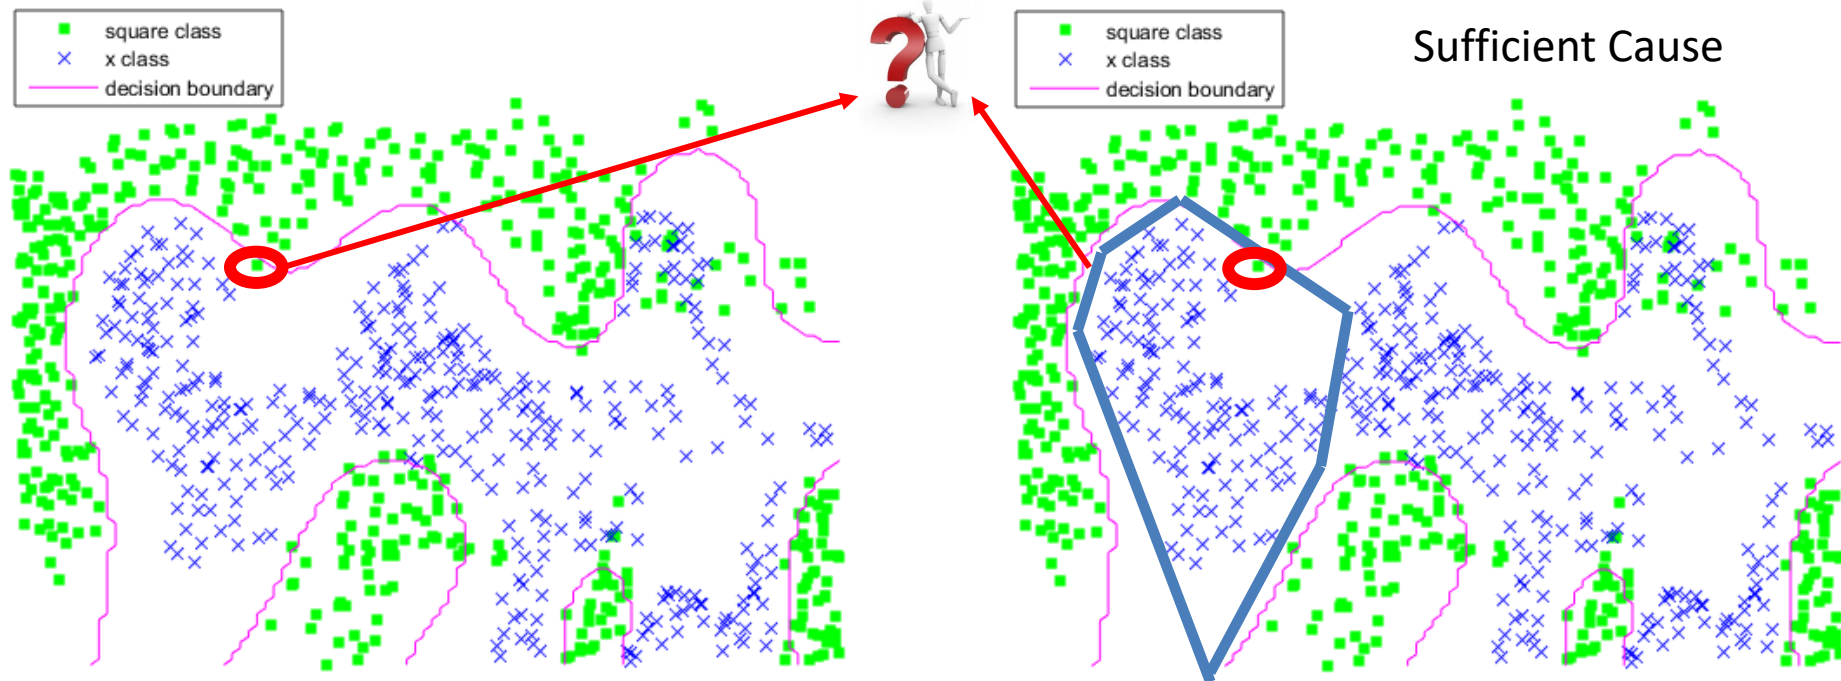 square class
x class
decision boundary
square class
x class
decision boundary
Sufficient Cause